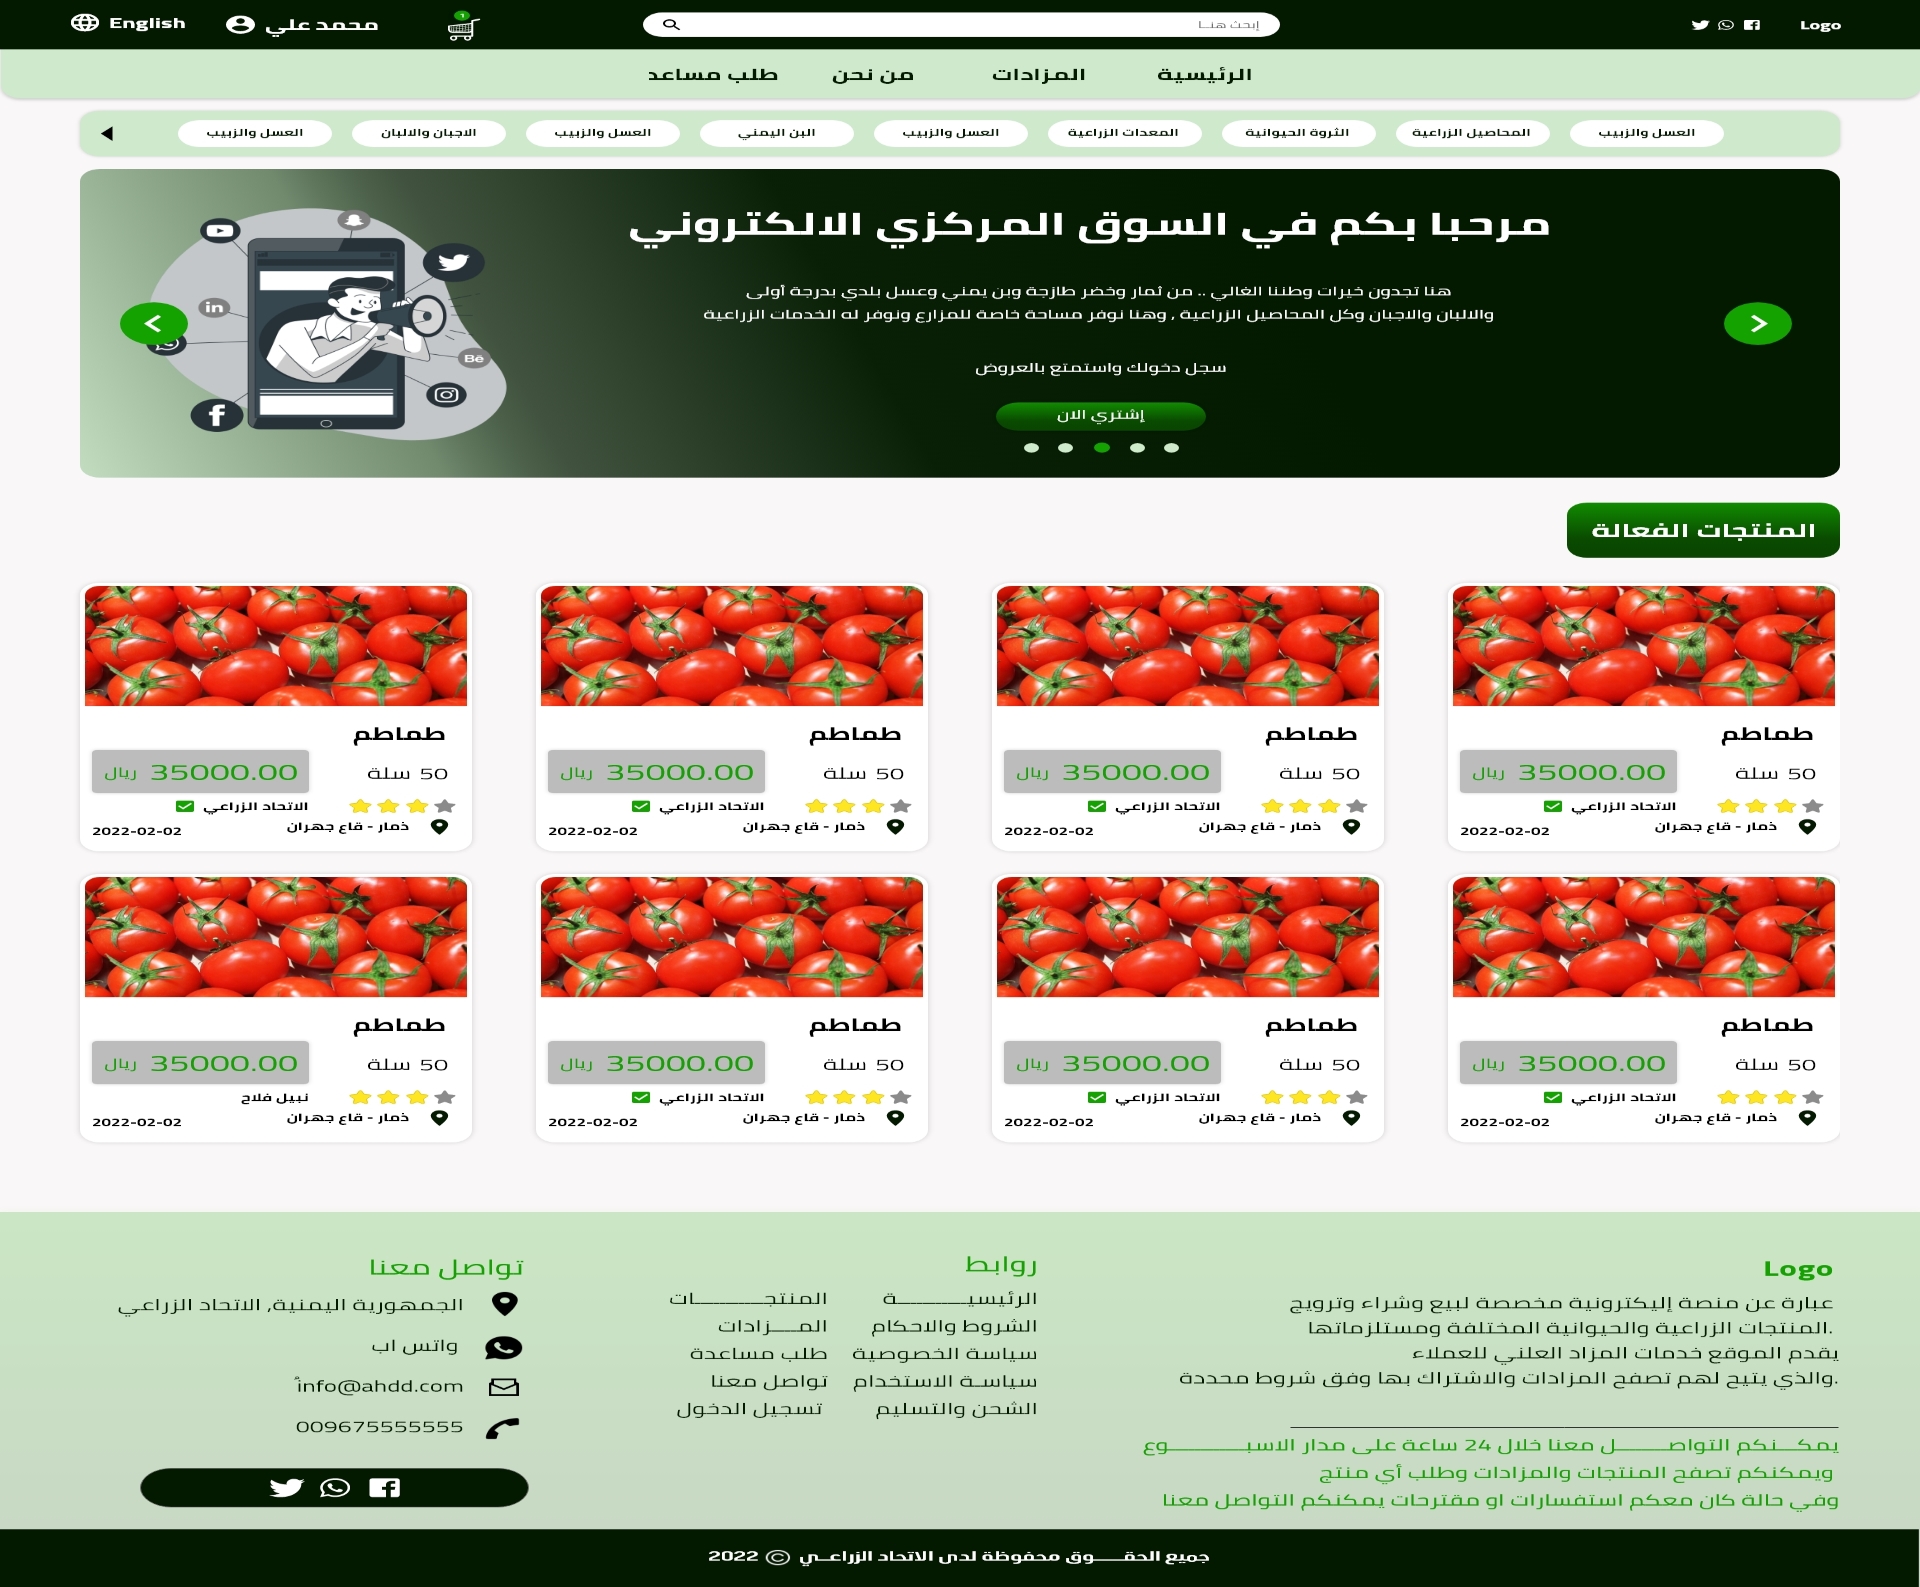 Logo
إبحث هنــا
1
محمد علي
English
الرئيسية
المزادات
من نحن
طلب مساعد
العسل والزبيب
المحاصيل الزراعية
الثروة الحيوانية
المعدات الزراعية
العسل والزبيب
البن اليمني
العسل والزبيب
الاجبان والالبان
العسل والزبيب
مرحبا بكم في السوق المركزي الالكتروني
هنا تجدون خيرات وطننا الغالي .. من ثمار وخضر طازجة وبن يمني وعسل بلدي بدرجة أولى
والالبان والاجبان وكل المحاصيل الزراعية , وهنا نوفر مساحة خاصة للمزارع ونوفر له الخدمات الزراعية
سجل دخولك واستمتع بالعروض
إشتري الان
in
Bē
f
المنتجات الفعالة
طماطم
50 سلة
35000.00 ريال
الاتحاد الزراعي
ذمار - قاع جهران
2022-02-02
طماطم
50 سلة
35000.00 ريال
الاتحاد الزراعي
ذمار - قاع جهران
2022-02-02
طماطم
50 سلة
35000.00 ريال
الاتحاد الزراعي
ذمار - قاع جهران
2022-02-02
طماطم
50 سلة
35000.00 ريال
الاتحاد الزراعي
ذمار - قاع جهران
2022-02-02
طماطم
50 سلة
35000.00 ريال
الاتحاد الزراعي
ذمار - قاع جهران
2022-02-02
طماطم
50 سلة
35000.00 ريال
الاتحاد الزراعي
ذمار - قاع جهران
2022-02-02
طماطم
50 سلة
35000.00 ريال
الاتحاد الزراعي
ذمار - قاع جهران
2022-02-02
طماطم
50 سلة
35000.00 ريال
نبيل فلاح
ذمار - قاع جهران
2022-02-02
Logo
عبارة عن منصة إليكترونية مخصصة لبيع وشراء وترويج
المنتجات الزراعية والحيوانية المختلفة ومستلزماتها.
يقدم الموقع خدمات المزاد العلني للعملاء
والذي يتيح لهم تصفح المزادات والاشتراك بها وفق شروط محددة.
يمكــنكم التواصـــــل معنا خلال 24 ساعة على مدار الاسبـــــــوع
ويمكنكم تصفح المنتجات والمزادات وطلب أي منتج
وفي حالة كان معكم استفسارات او مقترحات يمكنكم التواصل معنا
روابط
الرئيسيـــــــة
الشروط والاحكام
سياسة الخصوصية
سياسـة الاستخدام
الشحن والتسليم
المنتجـــــــات
المـــزادات
طلب مساعدة
تواصل معنا
تسجيل الدخول
تواصل معنا
الجمهورية اليمنية, الاتحاد الزراعي
واتس اب
info@ahdd.com
009675555555
جميع الحقـــوق محفوظة لدى الاتحاد الزراعــي © 2022